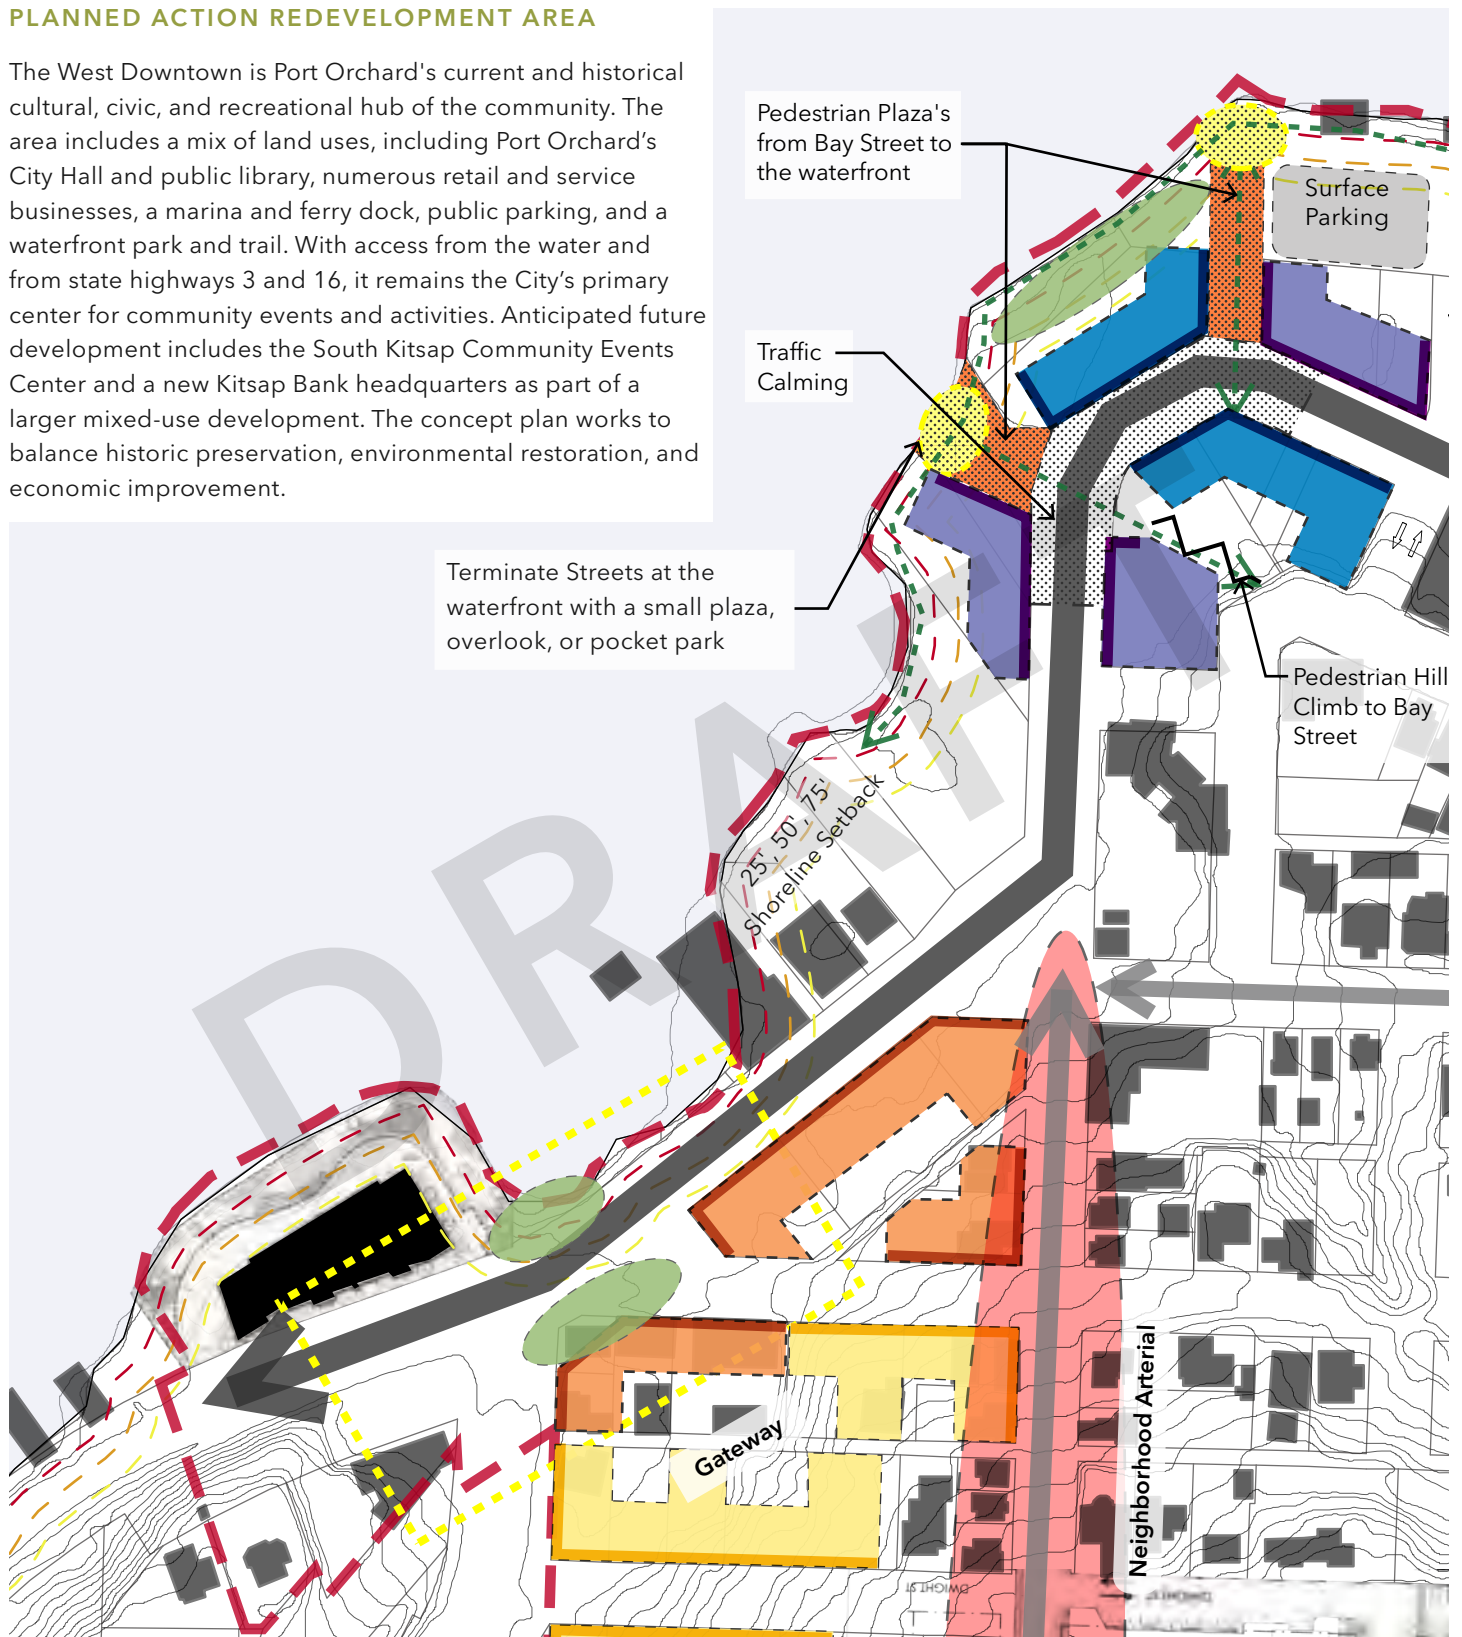 PLANNED ACTION REDEVELOPMENT AREA
The West Downtown is Port Orchard's current and historical
cultural, civic, and recreational hub of the community. The
area includes a mix of land uses, including Port Orchard’s
City Hall and public library, numerous retail and service
businesses, a marina and ferry dock, public parking, and a
waterfront park and trail. With access from the water and
from state highways 3 and 16, it remains the City’s primary
center for community events and activities. Anticipated future
development includes the South Kitsap Community Events
Center and a new Kitsap Bank headquarters as part of a
larger mixed-use development. The concept plan works to
balance historic preservation, environmental restoration, and
economic improvement.
Pedestrian Plaza's
from Bay Street to
the waterfront
Surface
Parking
Traffic
Calming
Terminate Streets at the
waterfront with a small plaza,
overlook, or pocket park
Pedestrian Hill
Climb to Bay
Street
25', 50', 75'
Shoreline Setback
DRAFT
Gateway
Neighborhood Arterial
DWIGHT ST